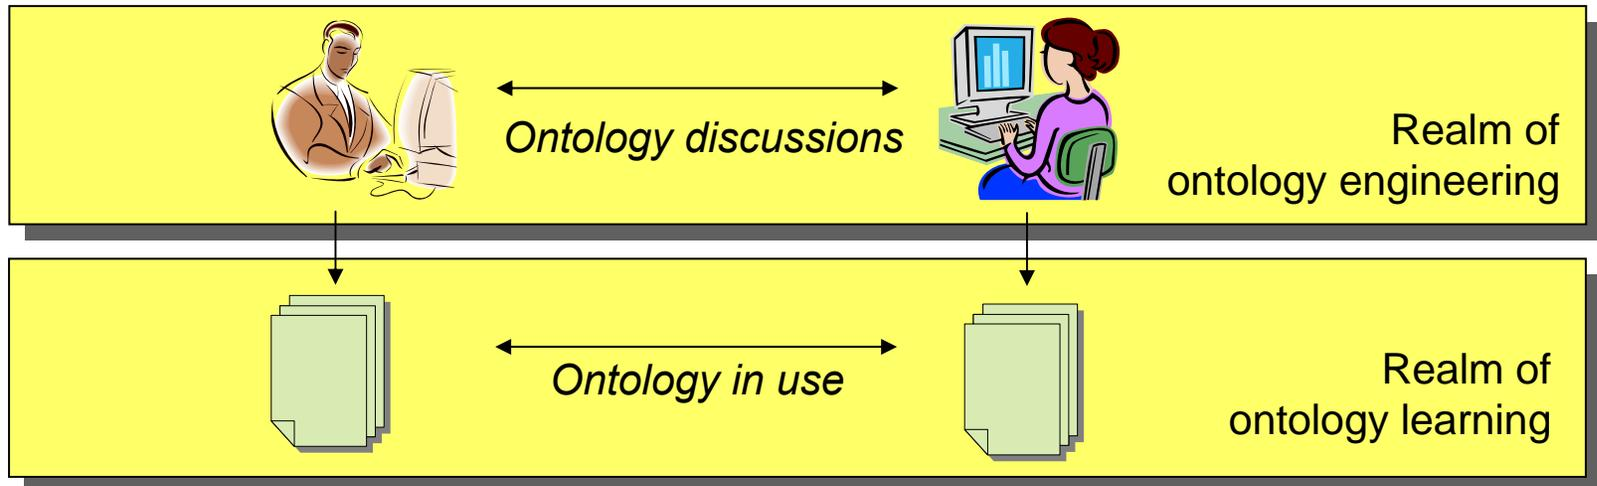 Ontology discussions
Realm of
ontology engineering
Ontology in use
Realm of
ontology learning